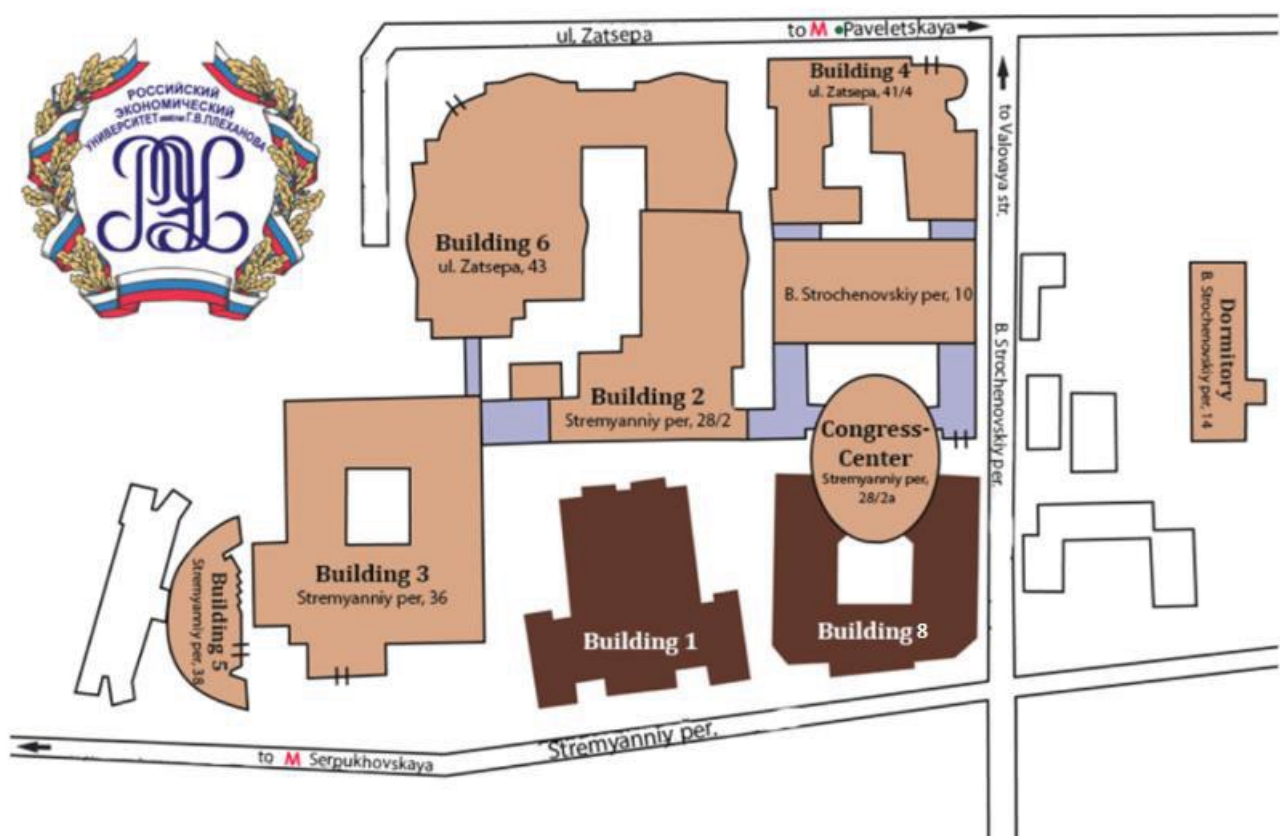 РОССИЙСКИЙ
ЭКОНОМИЧЕСКИЙ
УНИВЕРСИТЕТ имени Г.В.ПЛЕХАНОВА
ul. Zatsepa
to M Paveletskaya
Building 4
ul. Zatsepa, 41/4
to Valovaya str.
Building 6
ul. Zatsepa, 43
B. Strochenovskiy per, 10
B. Strochenovskiy per.
Dormitory
B. Strochenovskiy per, 14
Building 2
Stremyanniy per, 28/2
Congress-
Center
Stremyanniy per,
28/2a
Building 3
Stremyanniy per, 36
Building 5
Stremyanniy per, 38
Building 1
Building 8
Stremyanniy per.
to M Serpukhovskaya